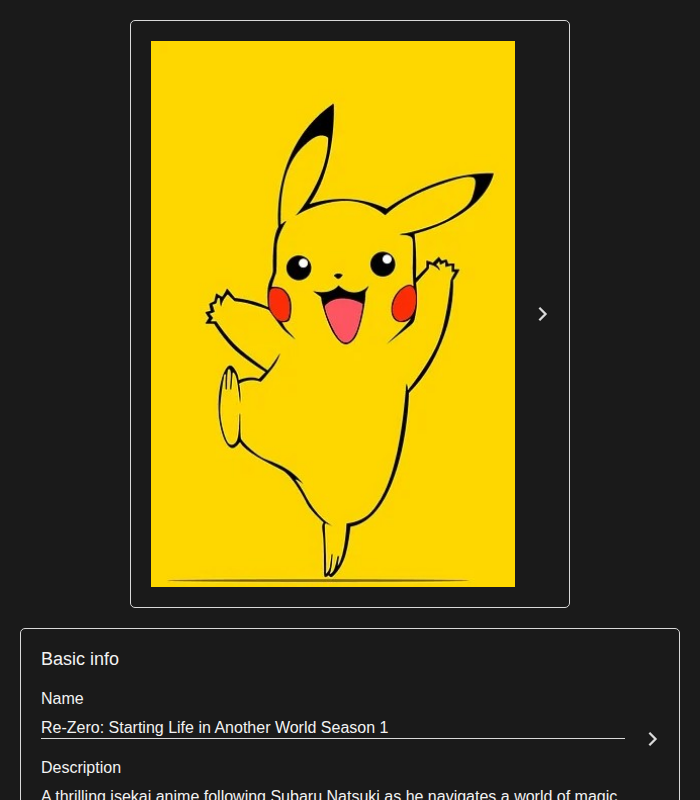 Basic info
Name
Re-Zero: Starting Life in Another World Season 1
Description
A thrilling isekai anime following Subaru Natsuki as he navigates a world of magic,